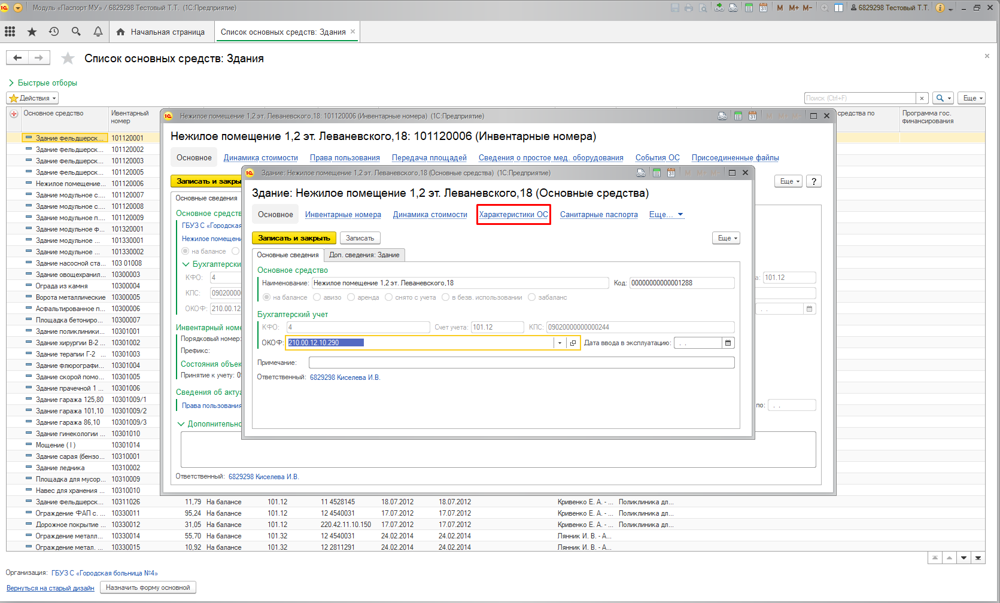 Модуль «Паспорт МУ» / 6829298 Тестовый Т.Т. (1С:Предприятие)
M M+ M-
6829298 Тестовый Т.Т.
Начальная страница
Список основных средств: Здания
Список основных средств: Здания
Быстрые отборы
Действия
Поиск (Ctrl+F)
Еще
Основное средство
Ивентарный номер
средства по
Программа гос. финансирования
Здание фельдшерск... 101120001
Здание фельдшерск... 101120002
Здание фельдшерск... 101120003
Здание фельдшерск... 101120005
Нежилое помещение... 101120006
Здание модульное с... 101120007
Здание модульное с... 101120008
Здание модульное п... 101120009
Здание модульное ф... 101320001
Здание модульное ... 101330001
Здание модульное ... 101330002
Здание насосной ста... 103 01008
Здание овощехранил... 10300003
Ограда из камня 10300004
Ворота металлические 10300005
Асфальтированное п... 10300006
Площадка бетониро... 10300007
Здание поликлиники... 10301001
Здание хирургии В-2 ... 10301002
Здание терапии Г-2 ... 10301003
Здание флюрографи... 10301004
Здание скорой помо... 10301005
Здание прачечной 1 ... 10301006
Здание гаража 125,80 10301009/1
Здание гаража 101,10 10301009/2
Здание гаража 86,10 10301009/3
Здание гинекологии ... 10301010
Мощение ( I ) 10301014
Здание сарая (бензо... 10310001
Здание ледника 10310002
Площадка для мусор... 10310009
Навес для хранения ... 10310010
Здание фельдшерск... 10311026 11,79 На балансе 101.12 11 4528145 18.07.2012 18.07.2012 Кривенко Е. А. - ... Поликлиника дл...
Ограждение ФАП с. ... 10330011 95,24 На балансе 101.12 12 4540031 17.07.2012 17.07.2012 Кривенко Е. А. - ... Поликлиника дл...
Дорожное покрытие ... 10330012 31,05 На балансе 101.12 220.42.11.10.150 17.07.2012 17.07.2012 Кривенко Е. А. - ... Поликлиника дл...
Ограждение металл... 10330014 55,70 На балансе 101.32 12 4540031 24.02.2014 24.02.2014 Лянник И. В. - А...
Ограждение метал. ... 10330015 10,92 На балансе 101.32 12 2811291 24.02.2014 24.02.2014 Лянник И. В. - А...
Организация: ГБУЗ С «Городская больница №4»
Вернуться на старый дизайн
Назначить форму основной
Нежилое помещение 1,2 эт. Леваневского,18: 101120006 (Инвентарные номера) (1С:Предприятие)
M M+ M-
Нежилое помещение 1,2 эт. Леваневского,18: 101120006 (Инвентарные номера)
Основное Динамика стоимости Права пользования Передача площадей Сведения о простое мед. оборудования События ОС Присоединенные файлы
Записать и закры
Еще ?
Основные сведения
Основное средств
ГБУЗ С «Городская
Нежилое помещени
на балансе
Бухгалтерски
КФО: 4
а: 101.12
КПС: 09020000
ОКОФ: 210.00.12
. .
Инвентарный номе
Порядковый номер:
Префикс:
Состояния объек
Принятие к учету: 0
Сведения об актуа
Права пользования
по: . .
Дополнительно
Ответственный: 6829298 Киселева И.В.
Здание: Нежилое помещение 1,2 эт. Леваневского,18 (Основные средства) (1С:Предприятие)
M M+ M-
Здание: Нежилое помещение 1,2 эт. Леваневского,18 (Основные средства)
Основное Инвентарные номера Динамика стоимости Характеристики ОС Санитарные паспорта Еще...
Записать и закрыть Записать Еще
Основные сведения Доп. сведения: Здание
Основное средство
Наименование: Нежилое помещение 1,2 эт. Леваневского,18 Код: 00000000000001288
на балансе авизо аренда снято с учета в безв. использовании забаланс
Бухгалтерский учет
КФО: 4 Счет учета: 101.12 КПС: 09020000000000244
ОКОФ: 210.00.12.10.290 Дата ввода в эксплуатацию: . .
Примечание:
Ответственный: 6829298 Киселева И.В.